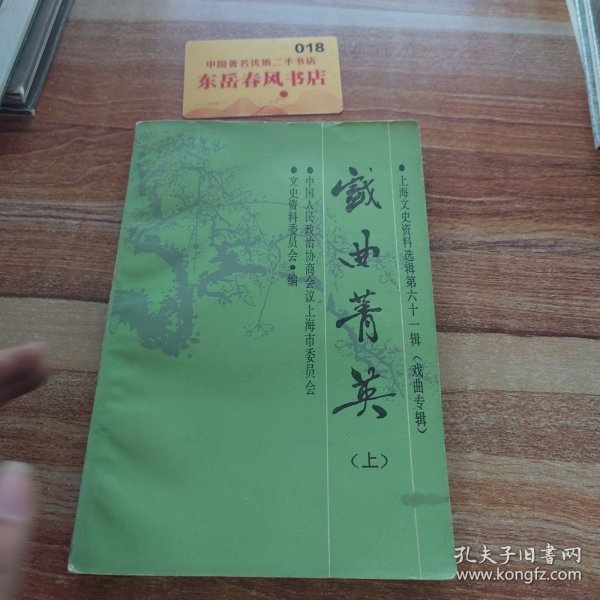 018
中国著名优质二手书店
东岳春风书店
●上海文史资料选辑第六十一辑（戏曲专辑）
戏曲菁英
（上）
●中国人民政治协商会议上海市委员会
●文史资料委员会●编
孔夫子旧书网
www.kongfz.com